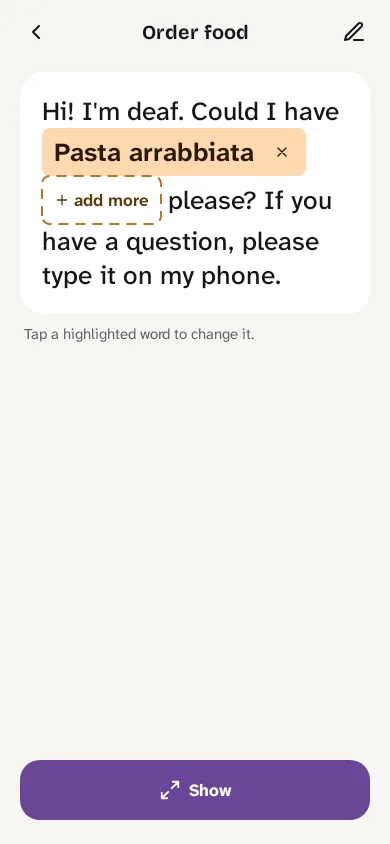 Order food
Hi! I'm deaf. Could I have
Pasta arrabbiata ×
+ add more please? If you
have a question, please
type it on my phone.
Tap a highlighted word to change it.
Show